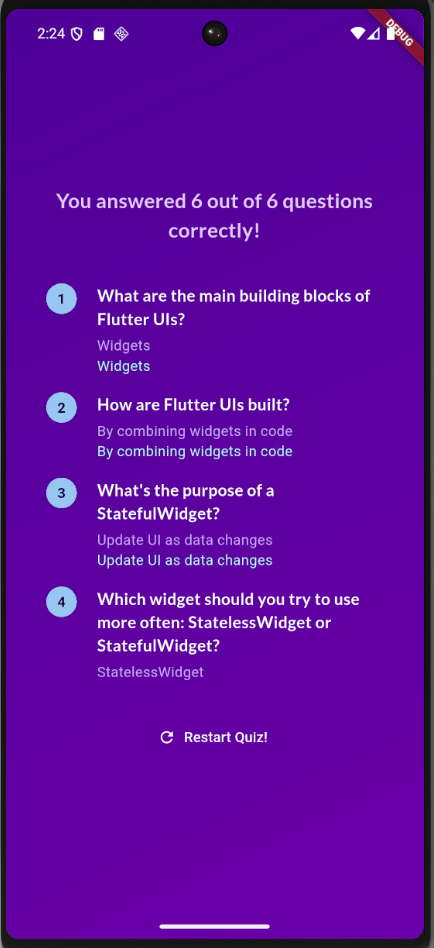 2:24
DEBUG
You answered 6 out of 6 questions
correctly!
1
What are the main building blocks of
Flutter UIs?
Widgets
Widgets
2
How are Flutter UIs built?
By combining widgets in code
By combining widgets in code
3
What's the purpose of a
StatefulWidget?
Update UI as data changes
Update UI as data changes
4
Which widget should you try to use
more often: StatelessWidget or
StatefulWidget?
StatelessWidget
Restart Quiz!